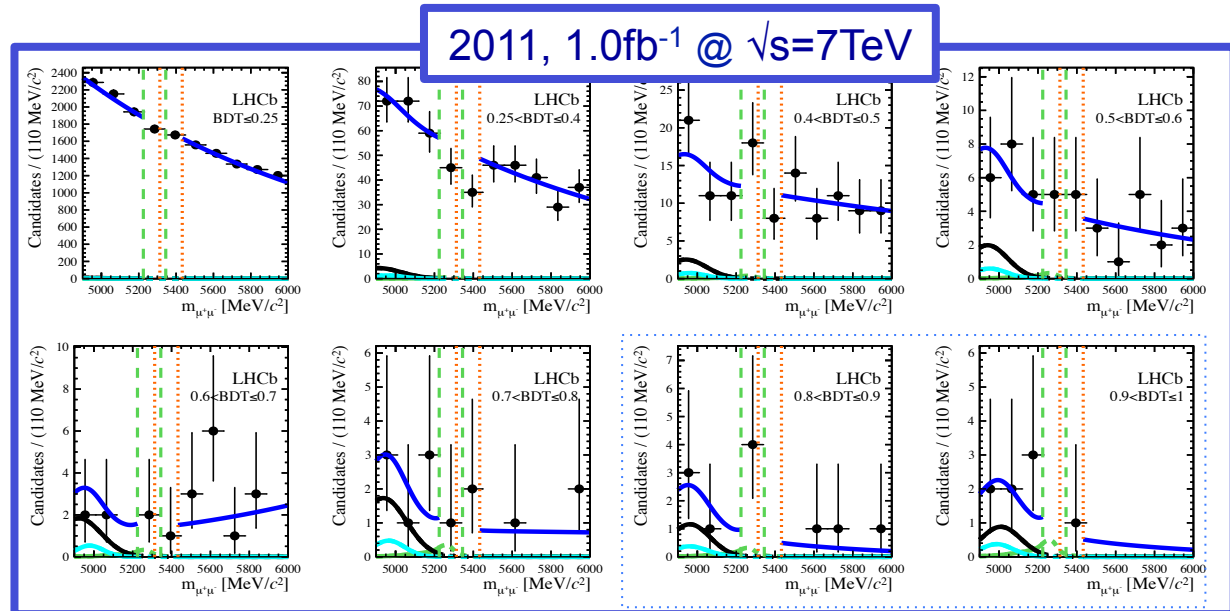 2011, 1.0fb⁻¹ @ √s=7TeV
Candidates / (110 MeV/c²)
2400
2200
2000
1800
1600
1400
1200
1000
800
600
400
200
0
LHCb
BDT≤0.25
5000 5200 5400 5600 5800 6000
m_μ⁺μ⁻ [MeV/c²]
Candidates / (110 MeV/c²)
80
70
60
50
40
30
20
10
0
LHCb
0.25<BDT≤0.4
5000 5200 5400 5600 5800 6000
m_μ⁺μ⁻ [MeV/c²]
Candidates / (110 MeV/c²)
25
20
15
10
5
0
LHCb
0.4<BDT≤0.5
5000 5200 5400 5600 5800 6000
m_μ⁺μ⁻ [MeV/c²]
Candidates / (110 MeV/c²)
12
10
8
6
4
2
0
LHCb
0.5<BDT≤0.6
5000 5200 5400 5600 5800 6000
m_μ⁺μ⁻ [MeV/c²]
Candidates / (110 MeV/c²)
10
8
6
4
2
0
LHCb
0.6<BDT≤0.7
5000 5200 5400 5600 5800 6000
m_μ⁺μ⁻ [MeV/c²]
Candidates / (110 MeV/c²)
6
5
4
3
2
1
0
LHCb
0.7<BDT≤0.8
5000 5200 5400 5600 5800 6000
m_μ⁺μ⁻ [MeV/c²]
Candidates / (110 MeV/c²)
7
6
5
4
3
2
1
0
LHCb
0.8<BDT≤0.9
5000 5200 5400 5600 5800 6000
m_μ⁺μ⁻ [MeV/c²]
Candidates / (110 MeV/c²)
6
5
4
3
2
1
0
LHCb
0.9<BDT≤1
5000 5200 5400 5600 5800 6000
m_μ⁺μ⁻ [MeV/c²]